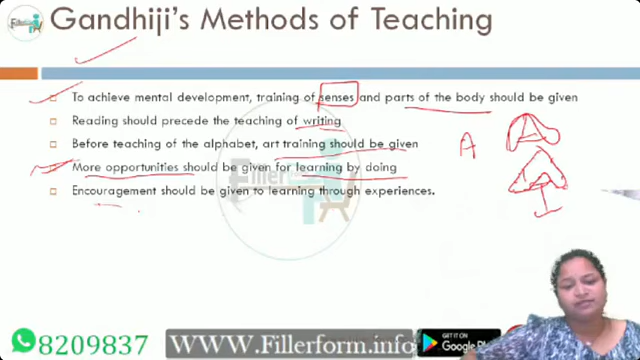 Gandhiji's Methods of Teaching
To achieve mental development, training of senses and parts of the body should be given
Reading should precede the teaching of writing
Before teaching of the alphabet, art training should be given
More opportunities should be given for learning by doing
Encouragement should be given to learning through experiences.
A
8209837
WWW.Fillerform.info
GET IT ON
Google Play